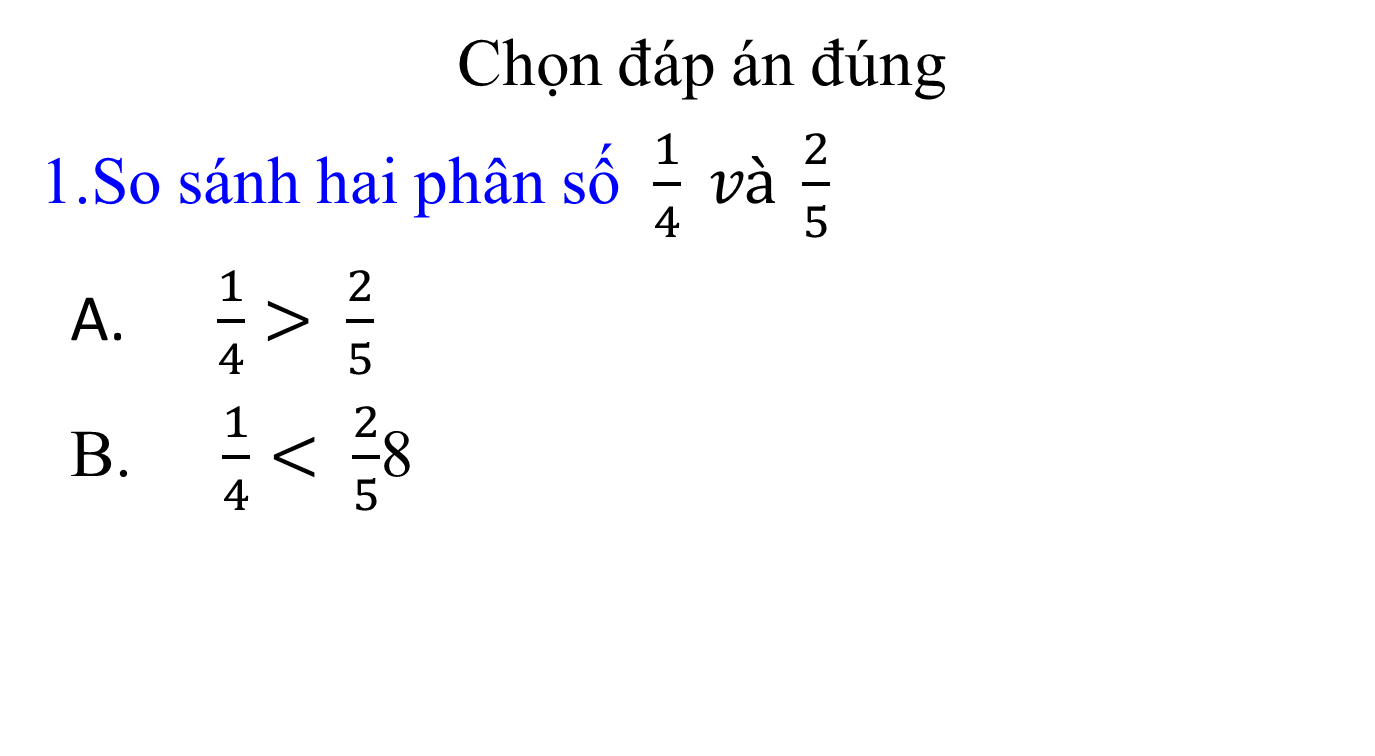 Chọn đáp án đúng
1.So sánh hai phân số 1/4 và 2/5
A. 1/4 > 2/5
B. 1/4 < 2/5 8